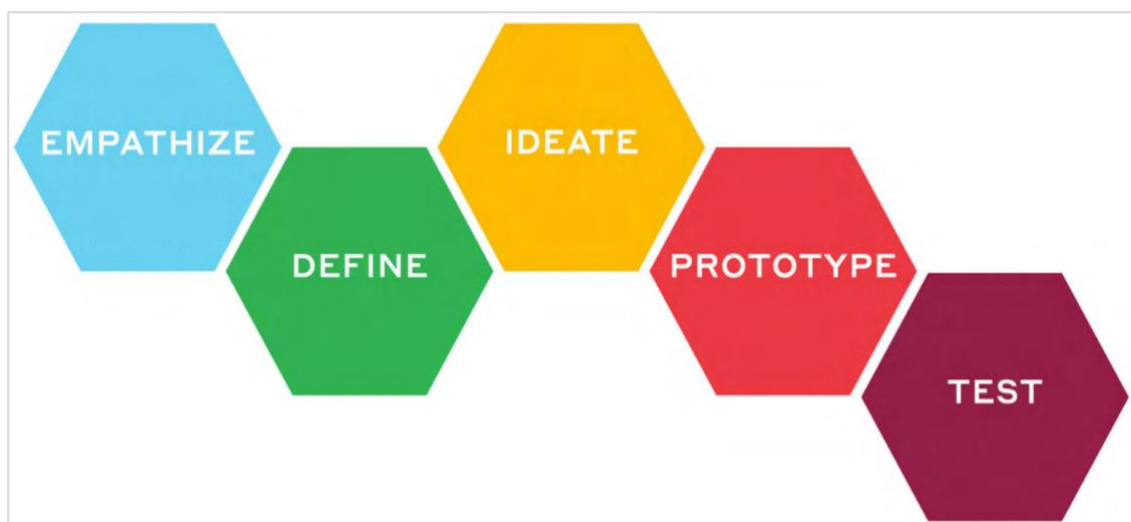 EMPATHIZE
DEFINE
IDEATE
PROTOTYPE
TEST